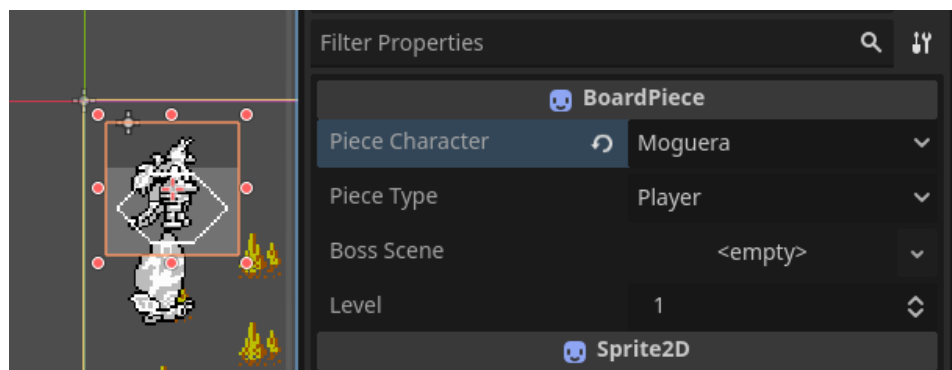 Filter Properties
BoardPiece
Piece Character Moguera
Piece Type Player
Boss Scene <empty>
Level 1
Sprite2D